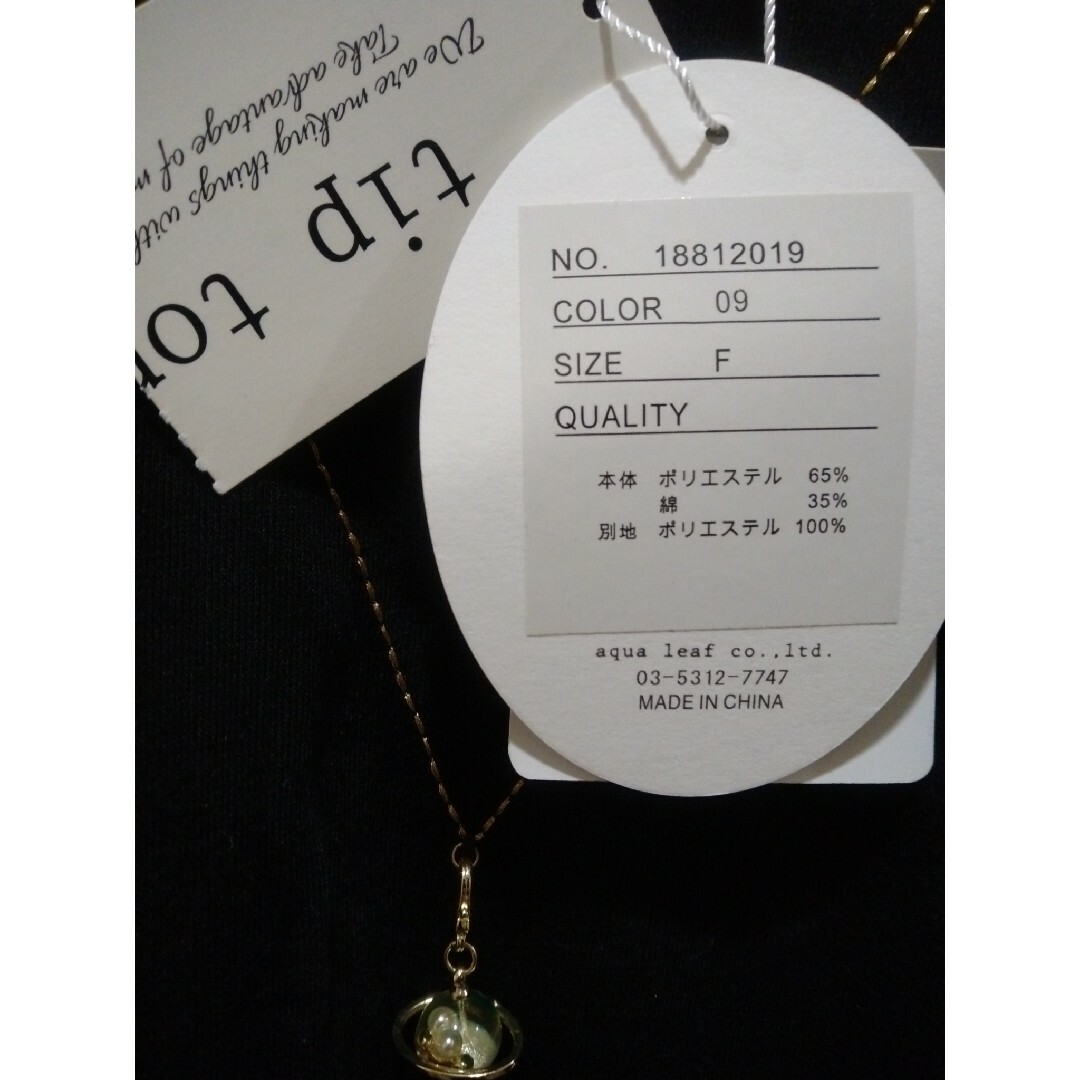 We are making things with
Take advantage of
tip
to
NO. 18812019
COLOR 09
SIZE F
QUALITY
本体 ポリエステル 65%
綿 35%
別地 ポリエステル 100%
aqua leaf co.,ltd.
03-5312-7747
MADE IN CHINA